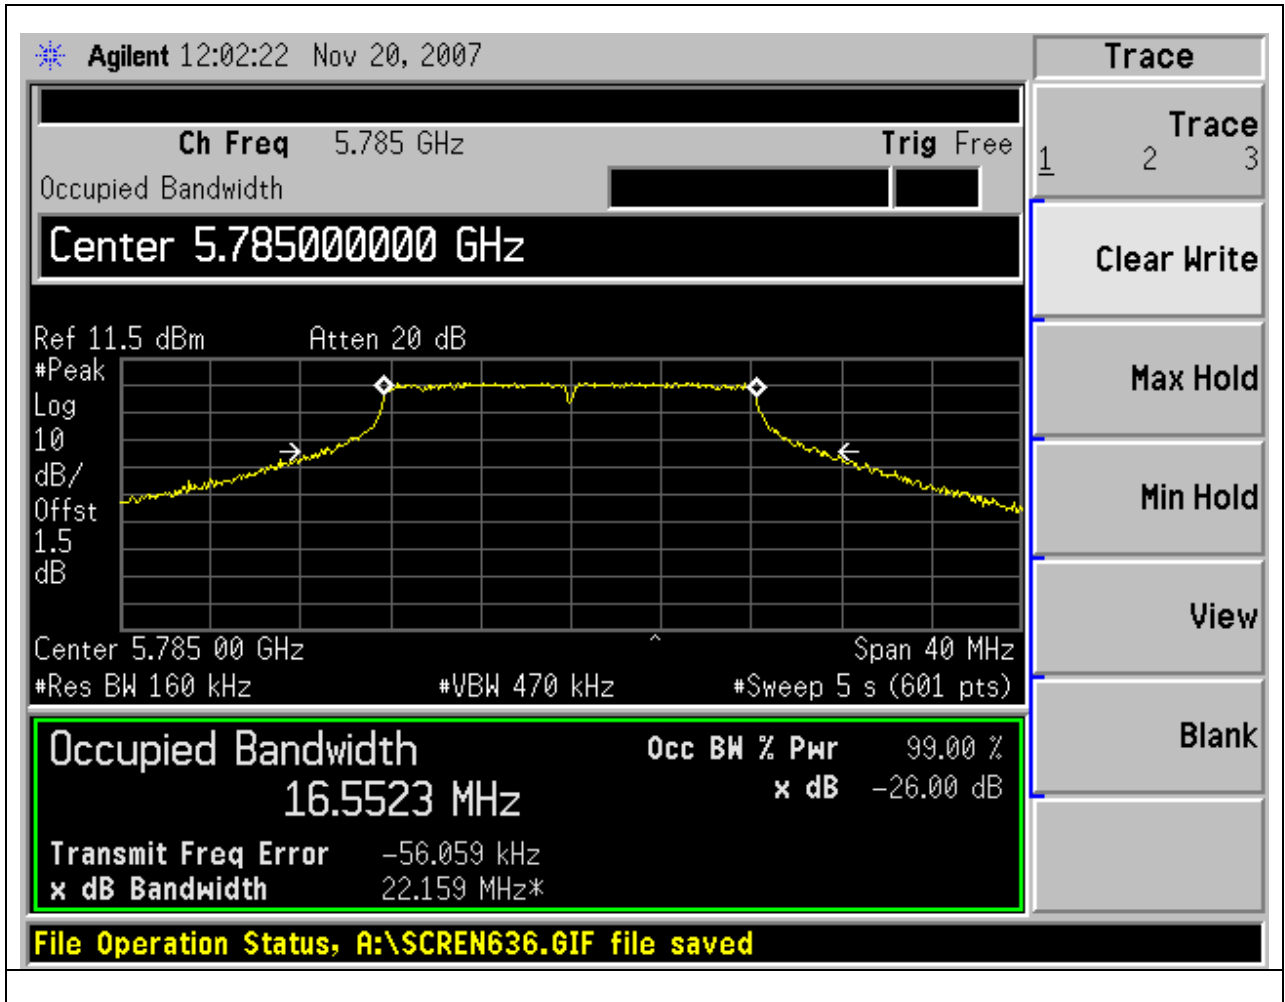 Agilent 12:02:22 Nov 20, 2007
Trace
Ch Freq 5.785 GHz
Trig Free
Occupied Bandwidth
Center 5.785000000 GHz
Ref 11.5 dBm
Atten 20 dB
#Peak
Log
10
dB/
Offst
1.5
dB
Center 5.785 00 GHz
Span 40 MHz
#Res BW 160 kHz
#VBW 470 kHz
#Sweep 5 s (601 pts)
Occupied Bandwidth
16.5523 MHz
Occ BW % Pwr 99.00 %
x dB -26.00 dB
Transmit Freq Error -56.059 kHz
x dB Bandwidth 22.159 MHz*
File Operation Status, A:\SCREN636.GIF file saved
Trace
1 2 3
Clear Write
Max Hold
Min Hold
View
Blank